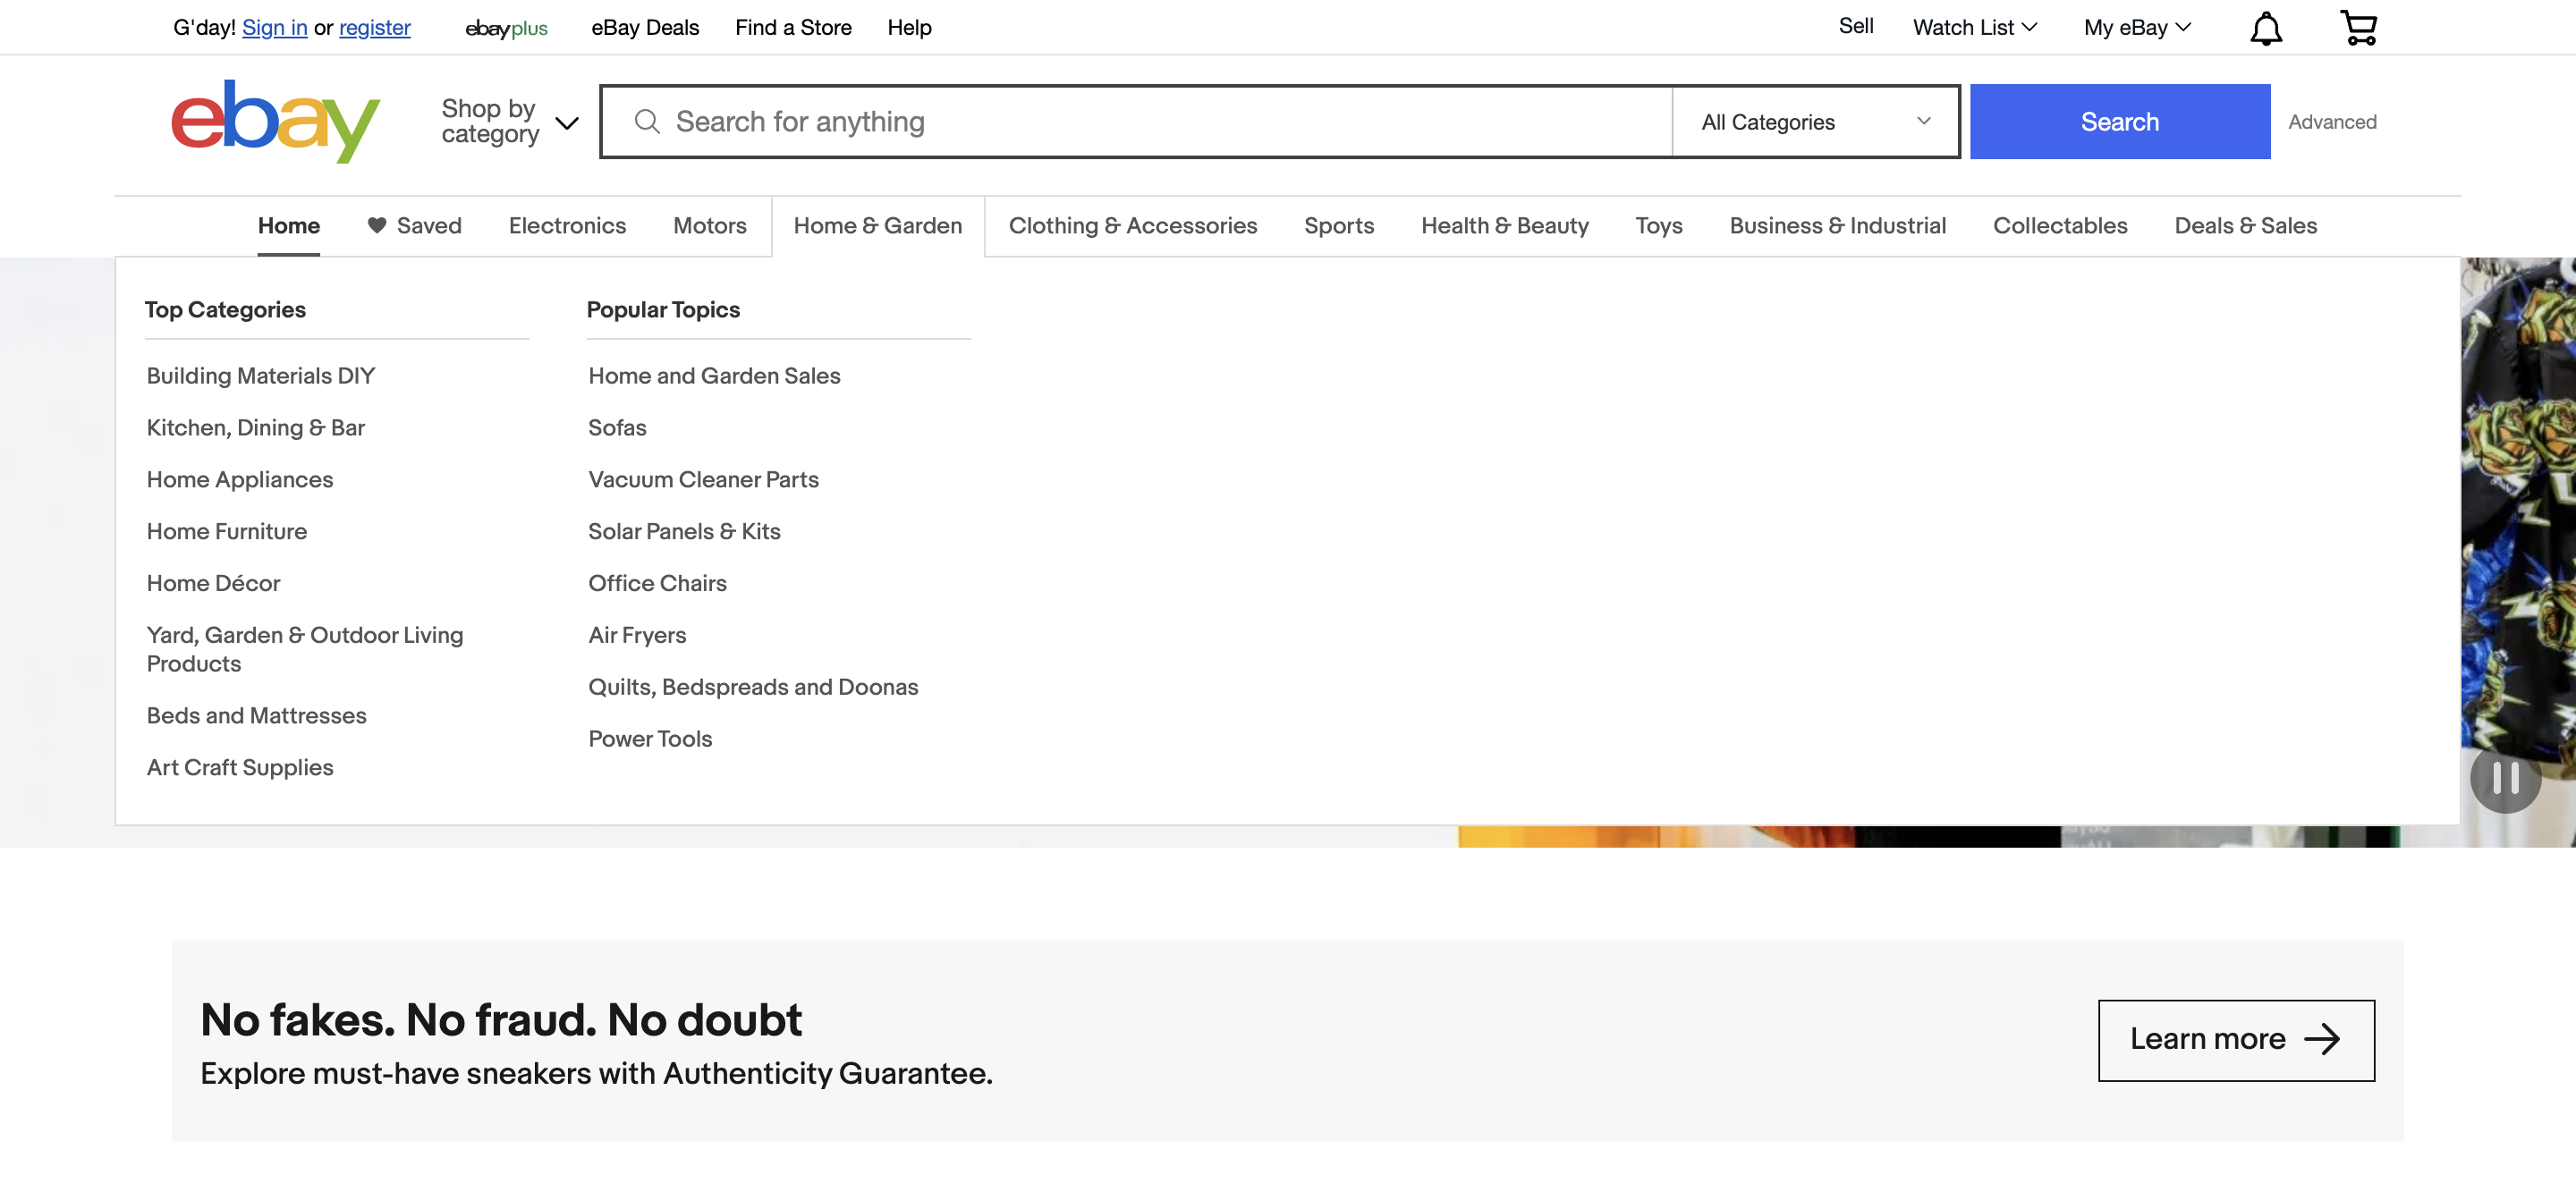 G'day! Sign in or register
ebayplus
eBay Deals
Find a Store
Help
Sell
Watch List
My eBay
ebay
Shop by
category
Search for anything
All Categories
Search
Advanced
Home
Saved
Electronics
Motors
Home & Garden
Clothing & Accessories
Sports
Health & Beauty
Toys
Business & Industrial
Collectables
Deals & Sales
Top Categories
Building Materials DIY
Kitchen, Dining & Bar
Home Appliances
Home Furniture
Home Décor
Yard, Garden & Outdoor Living
Products
Beds and Mattresses
Art Craft Supplies
Popular Topics
Home and Garden Sales
Sofas
Vacuum Cleaner Parts
Solar Panels & Kits
Office Chairs
Air Fryers
Quilts, Bedspreads and Doonas
Power Tools
No fakes. No fraud. No doubt
Explore must-have sneakers with Authenticity Guarantee.
Learn more